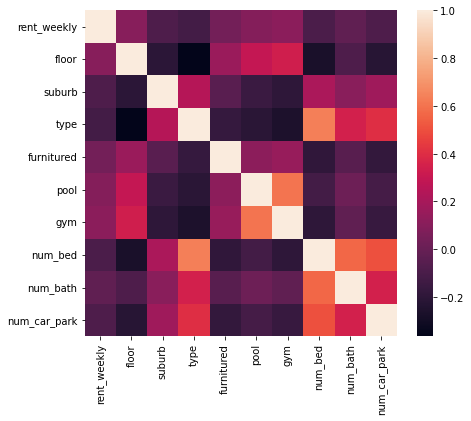 rent_weekly
floor
suburb
type
furnitured
pool
gym
num_bed
num_bath
num_car_park
rent_weekly
floor
suburb
type
furnitured
pool
gym
num_bed
num_bath
num_car_park
1.0
0.8
0.6
0.4
0.2
0.0
−0.2